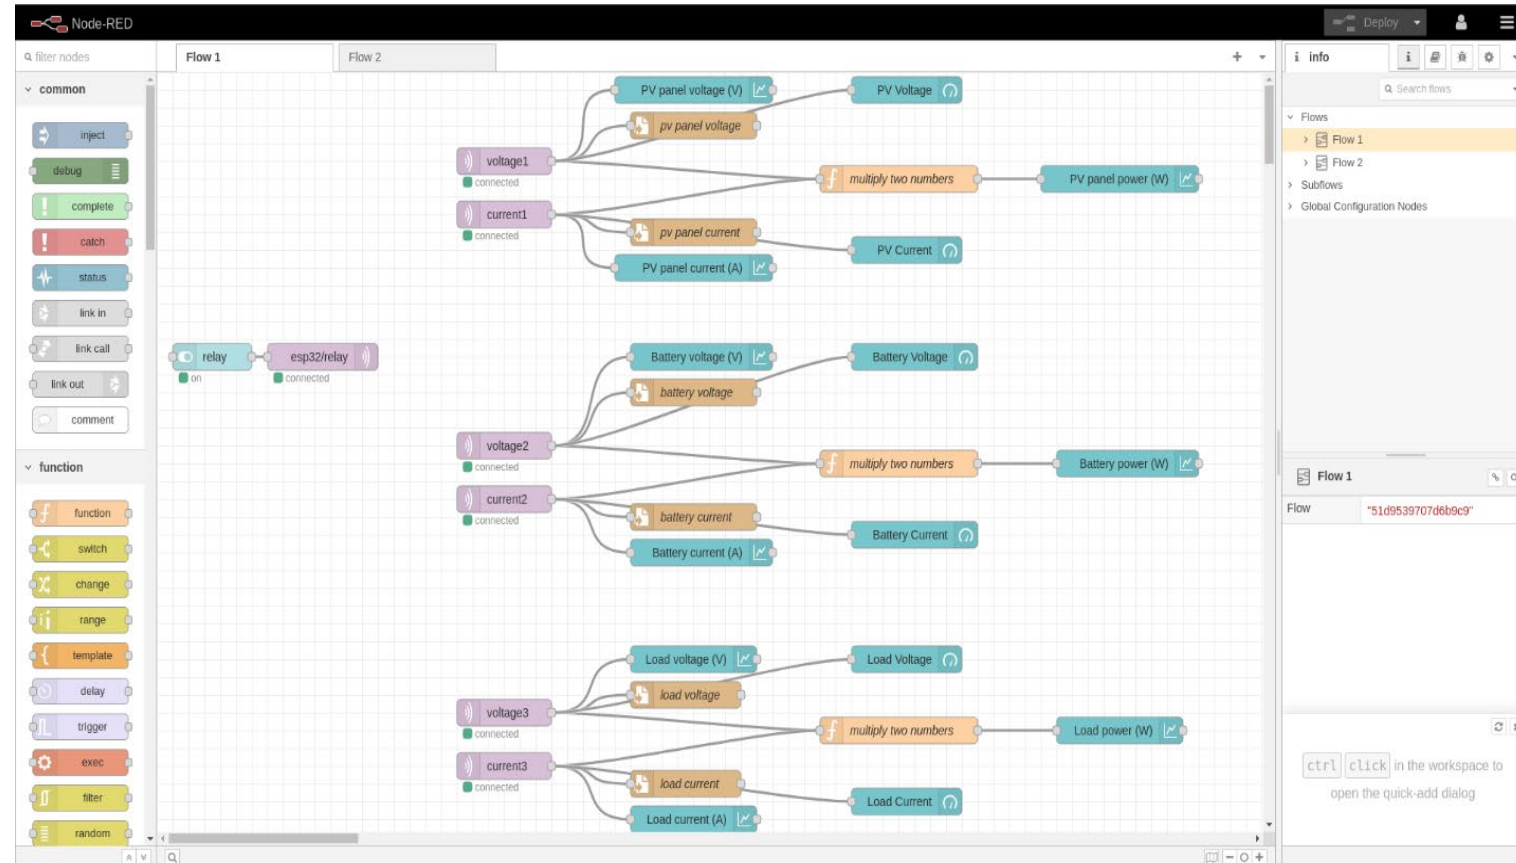 Node-RED
Deploy
filter nodes
Flow 1
Flow 2
info
i
Search flows
common
inject
debug
complete
catch
status
link in
link call
link out
comment
function
function
switch
change
range
template
delay
trigger
exec
filter
random
PV panel voltage (V)
PV Voltage
pv panel voltage
voltage1
connected
multiply two numbers
PV panel power (W)
current1
connected
pv panel current
PV Current
PV panel current (A)
relay
on
esp32/relay
connected
Battery voltage (V)
Battery Voltage
battery voltage
voltage2
connected
multiply two numbers
Battery power (W)
current2
connected
battery current
Battery Current
Battery current (A)
Load voltage (V)
Load Voltage
load voltage
voltage3
connected
multiply two numbers
Load power (W)
current3
connected
load current
Load Current
Load current (A)
Flows
Flow 1
Flow 2
Subflows
Global Configuration Nodes
Flow 1
Flow "51d9539707d6b9c9"
ctrl click in the workspace to
open the quick-add dialog